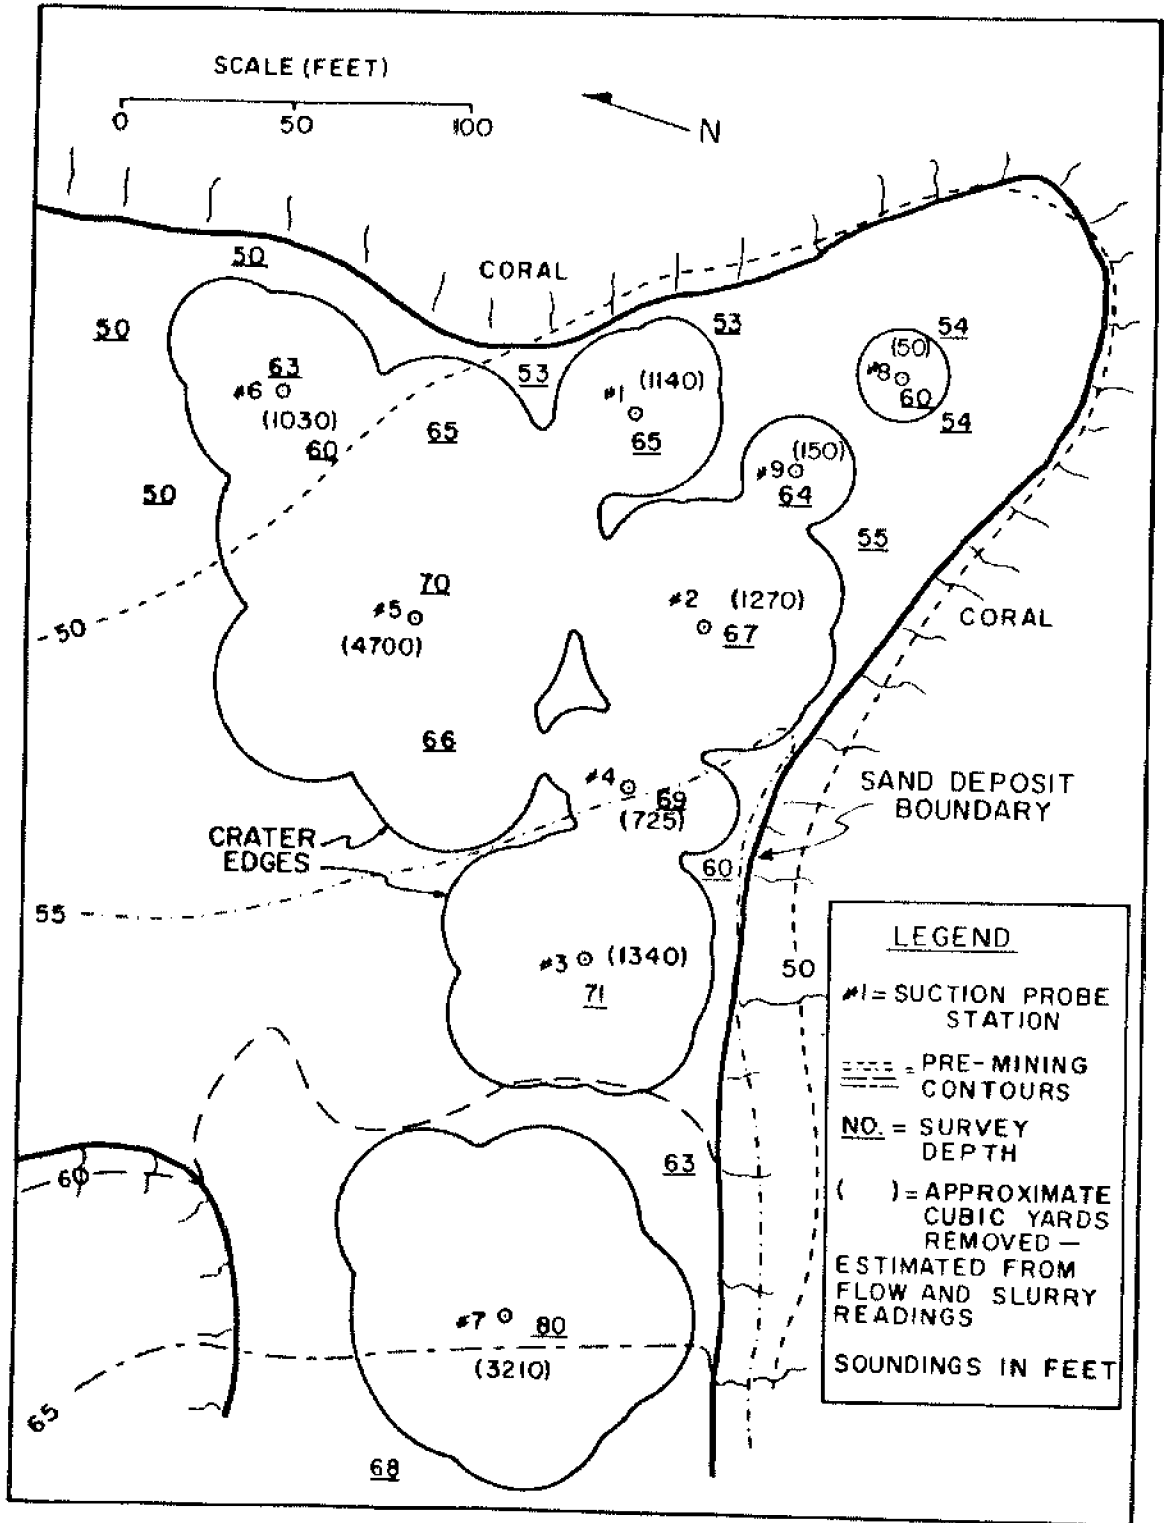 SCALE (FEET)
0 50 100
N
50
CORAL
50
53
54
(50)
#8
60
54
63
#6
(1030)
60
53
#1 (1140)
65
65
50
(150)
#9
64
55
70
#5
(4700)
#2 (1270)
67
CORAL
50
66
#4
69
(725)
SAND DEPOSIT
BOUNDARY
CRATER
EDGES
60
55
#3 (1340)
71
50
LEGEND
#1 = SUCTION PROBE
STATION
= PRE-MINING
CONTOURS
NO. = SURVEY
DEPTH
( ) = APPROXIMATE
CUBIC YARDS
REMOVED —
ESTIMATED FROM
FLOW AND SLURRY
READINGS
SOUNDINGS IN FEET
60
63
#7
80
(3210)
65
68